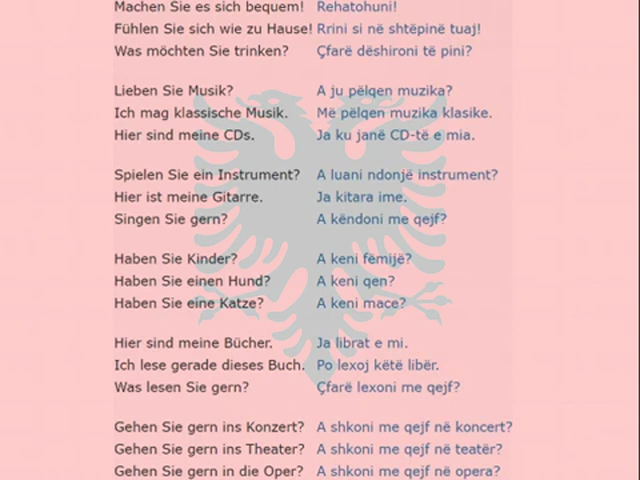 Machen Sie es sich bequem! Rehatohuni!
Fühlen Sie sich wie zu Hause! Rrini si në shtëpinë tuaj!
Was möchten Sie trinken? Çfarë dëshironi të pini?
Lieben Sie Musik? A ju pëlqen muzika?
Ich mag klassische Musik. Më pëlqen muzika klasike.
Hier sind meine CDs. Ja ku janë CD-të e mia.
Spielen Sie ein Instrument? A luani ndonjë instrument?
Hier ist meine Gitarre. Ja kitara ime.
Singen Sie gern? A këndoni me qejf?
Haben Sie Kinder? A keni fëmijë?
Haben Sie einen Hund? A keni qen?
Haben Sie eine Katze? A keni mace?
Hier sind meine Bücher. Ja librat e mi.
Ich lese gerade dieses Buch. Po lexoj këtë libër.
Was lesen Sie gern? Çfarë lexoni me qejf?
Gehen Sie gern ins Konzert? A shkoni me qejf në koncert?
Gehen Sie gern ins Theater? A shkoni me qejf në teatër?
Gehen Sie gern in die Oper? A shkoni me qejf në opera?